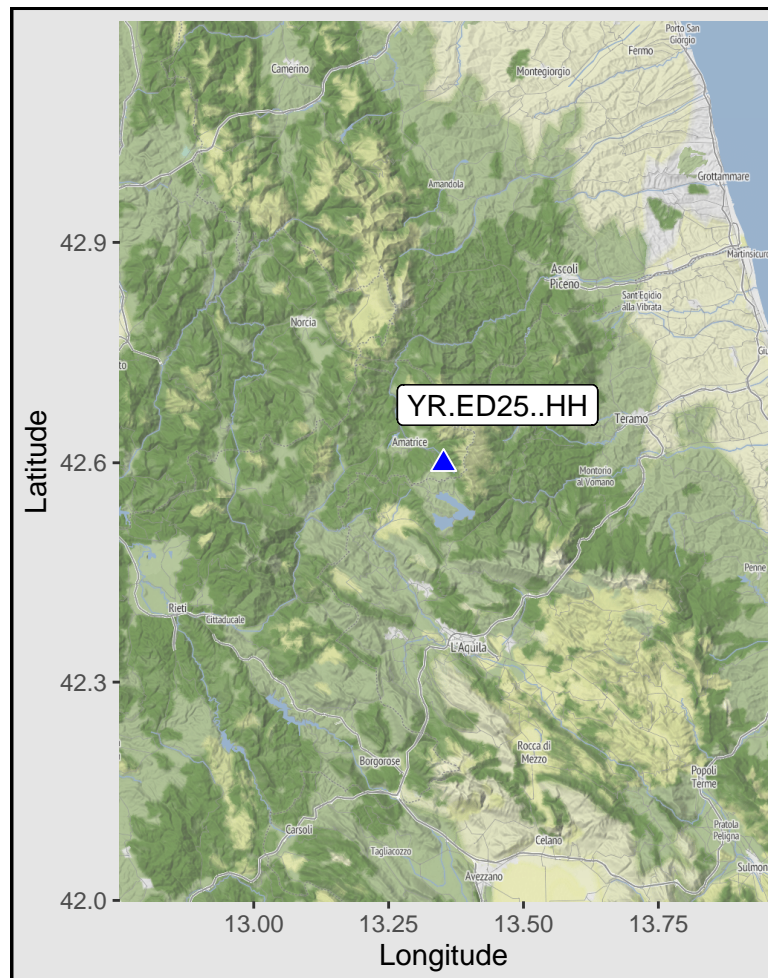 Porto San
Giorgio
Fermo
Camerino
Montegiorgio
Amandola
Grottammare
42.9
Martinsicuro
Ascoli
Piceno
Sant'Egidio
alla Vibrata
Norcia
Giu
to
YR.ED25..HH
Teramo
Amatrice
42.6
Montorio
al Vomano
Latitude
Penne
Rieti
Cittaducale
L'Aquila
42.3
Rocca di
Mezzo
Borgorose
Popoli
Terme
Carsoli
Pratola
Peligna
Celano
Tagliacozzo
Sulmon
Avezzano
42.0
13.00
13.25
13.50
13.75
Longitude